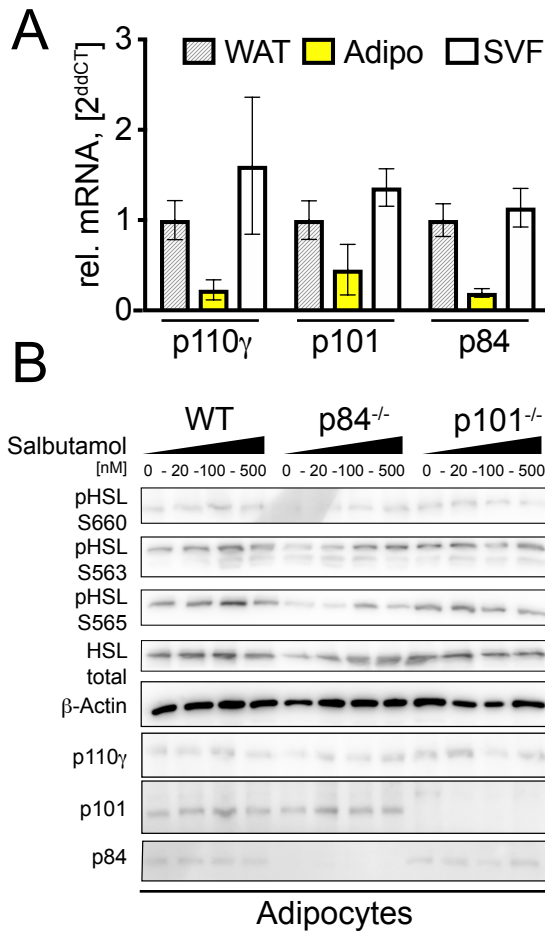 A
rel. mRNA, [2^ddCT]
3
2
1
0
WAT Adipo SVF
p110γ p101 p84
B
WT p84-/- p101-/-
Salbutamol
[nM] 0 - 20 -100 - 500 0 - 20 -100 - 500 0 - 20 -100 - 500
pHSL
S660
pHSL
S563
pHSL
S565
HSL
total
β-Actin
p110γ
p101
p84
Adipocytes